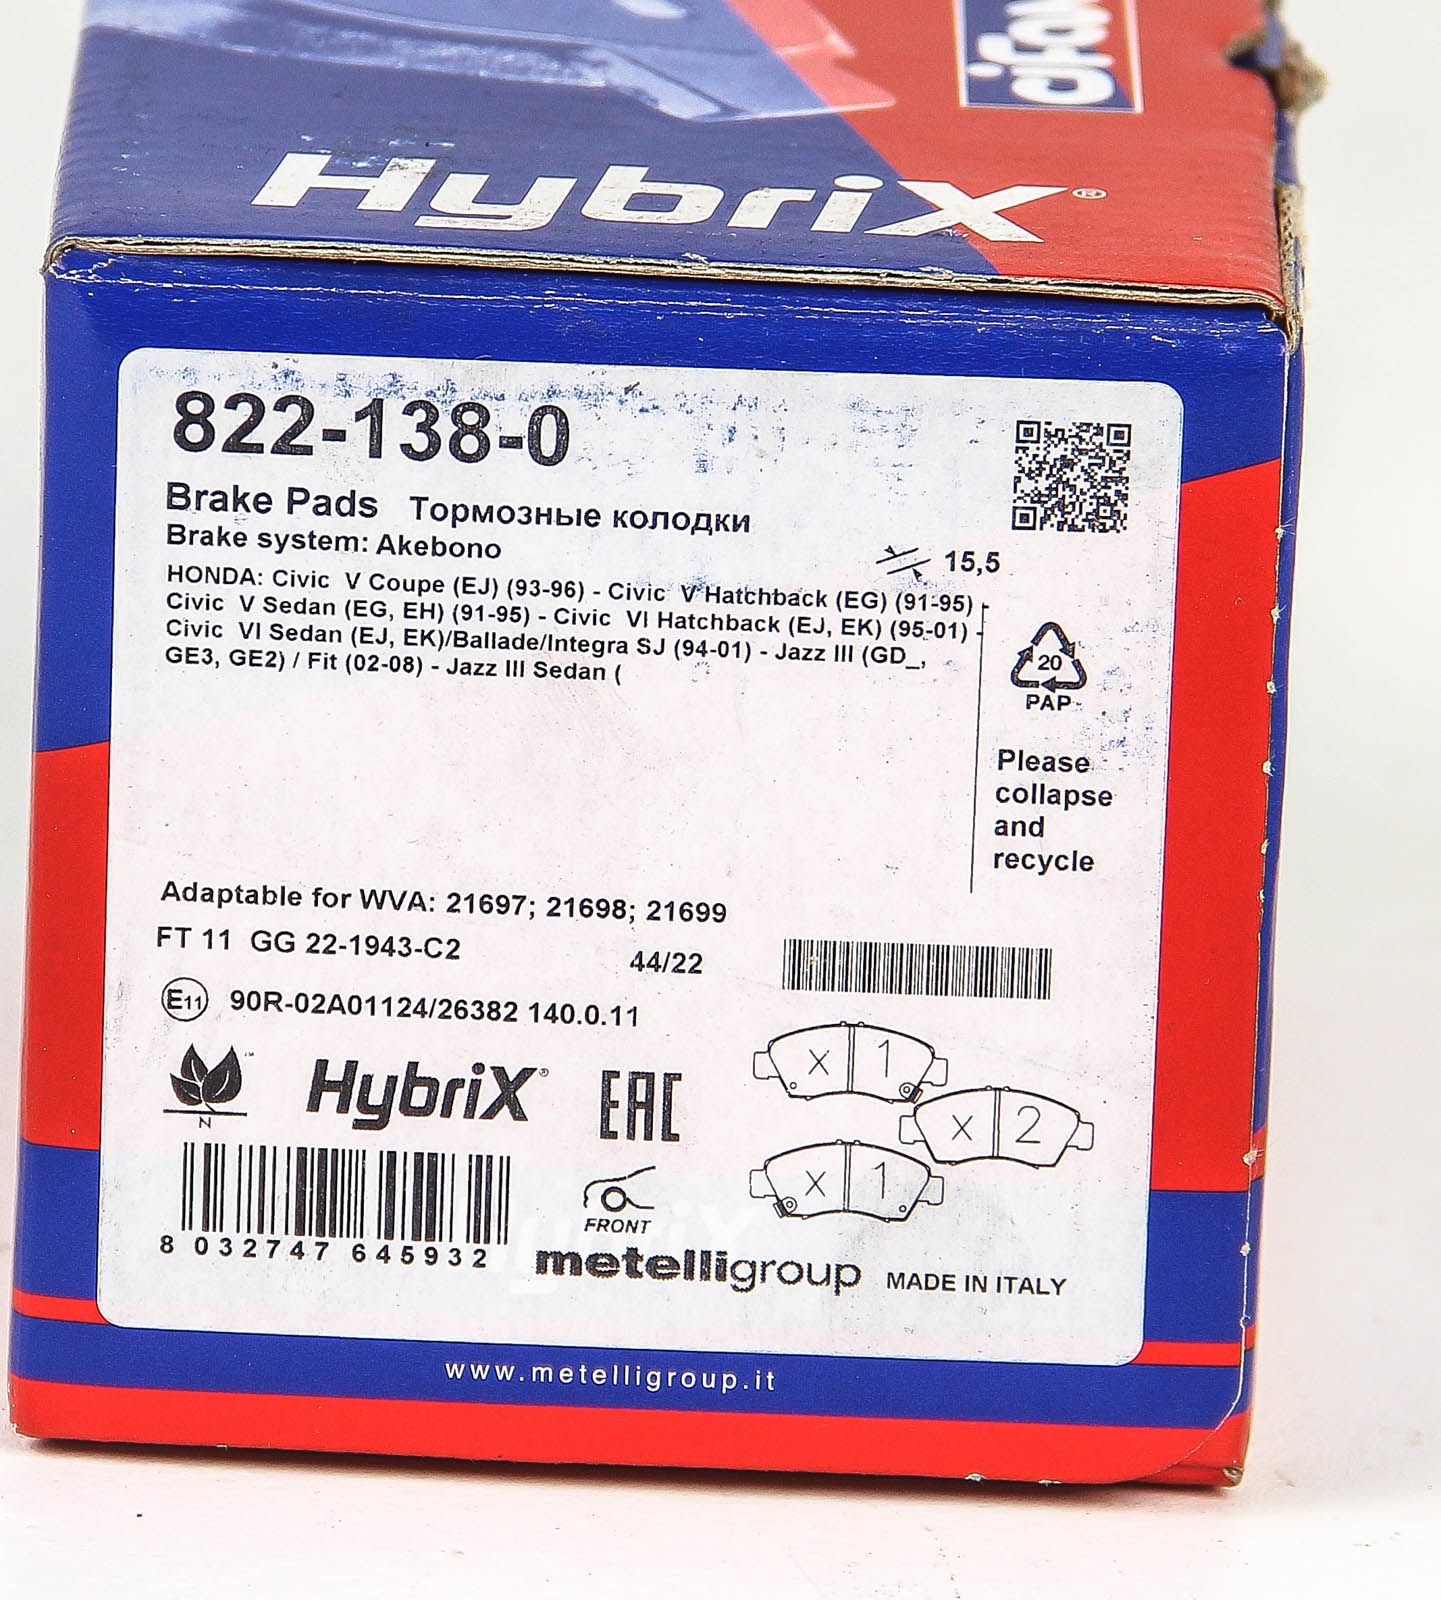 HybriX®
822-138-0
Brake Pads Тормозные колодки
Brake system: Akebono
15,5
HONDA: Civic V Coupe (EJ) (93-96) - Civic V Hatchback (EG) (91-95) -
Civic V Sedan (EG, EH) (91-95) - Civic VI Hatchback (EJ, EK) (95-01) -
Civic VI Sedan (EJ, EK)/Ballade/Integra SJ (94-01) - Jazz III (GD_,
GE3, GE2) / Fit (02-08) - Jazz III Sedan (
20
PAP
Please
collapse
and
recycle
Adaptable for WVA: 21697; 21698; 21699
FT 11 GG 22-1943-C2 44/22
E11 90R-02A01124/26382 140.0.11
N
™
HybriX®
EAC
x 1
x 2
x 1
FRONT
8 032747 645932
metelligroup MADE IN ITALY
www.metelligroup.it